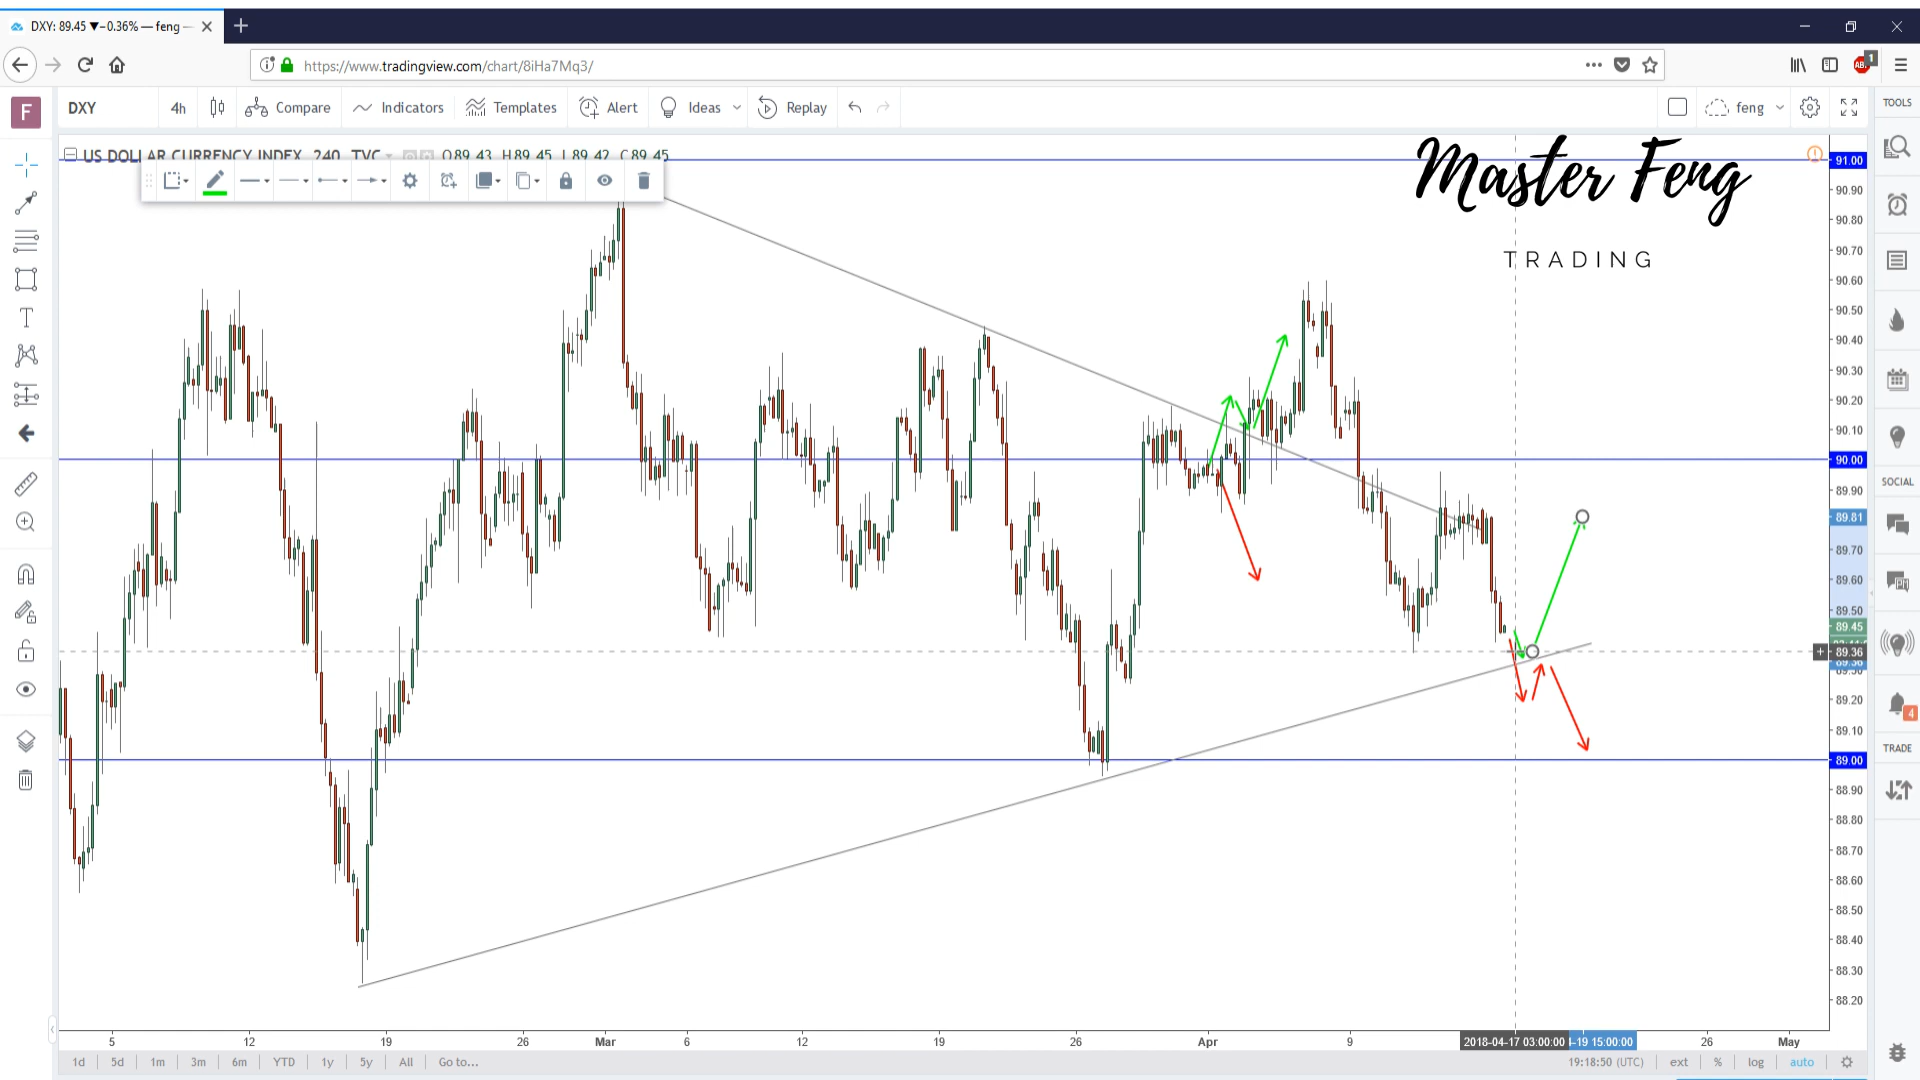 DXY: 89.45 ▼−0.36% — feng —
https://www.tradingview.com/chart/8iHa7Mq3/
1
F
DXY
4h
Compare
Indicators
Templates
Alert
Ideas
Replay
feng
TOOLS
US DOLLAR CURRENCY INDEX, 240, TVC O89.43 H89.45 L89.42 C89.45
Master Feng
TRADING
91.00
90.90
90.80
90.70
90.60
90.50
90.40
90.30
90.20
90.10
90.00
89.90
89.81
89.70
89.60
89.50
89.45
89.36
89.20
89.10
89.00
88.90
88.80
88.70
88.60
88.50
88.40
88.30
88.20
SOCIAL
4
TRADE
5 12 19 26 Mar 6 12 19 26 Apr 9 2018-04-17 03:00:00 -19 15:00:00 26 May
1d 5d 1m 3m 6m YTD 1y 5y All Go to... 19:18:50 (UTC) ext % log auto